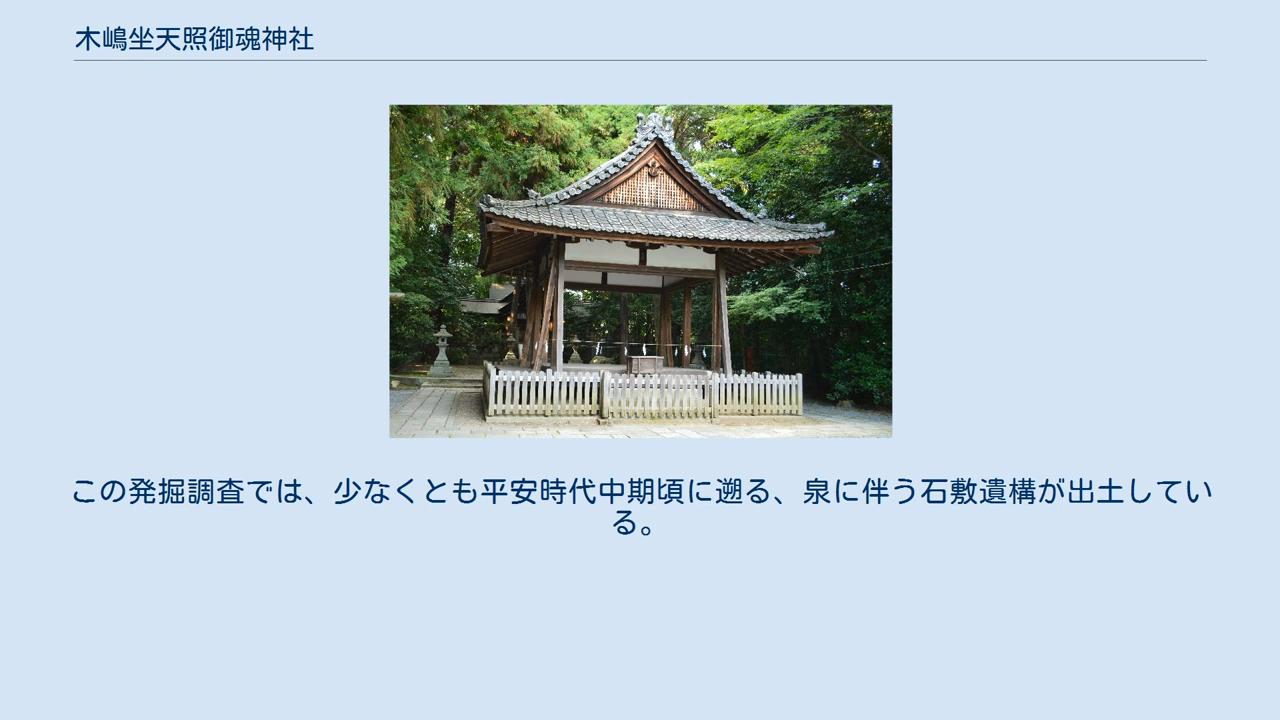 木嶋坐天照御魂神社
この発掘調査では、少なくとも平安時代中期頃に遡る、泉に伴う石敷遺構が出土してい
る。